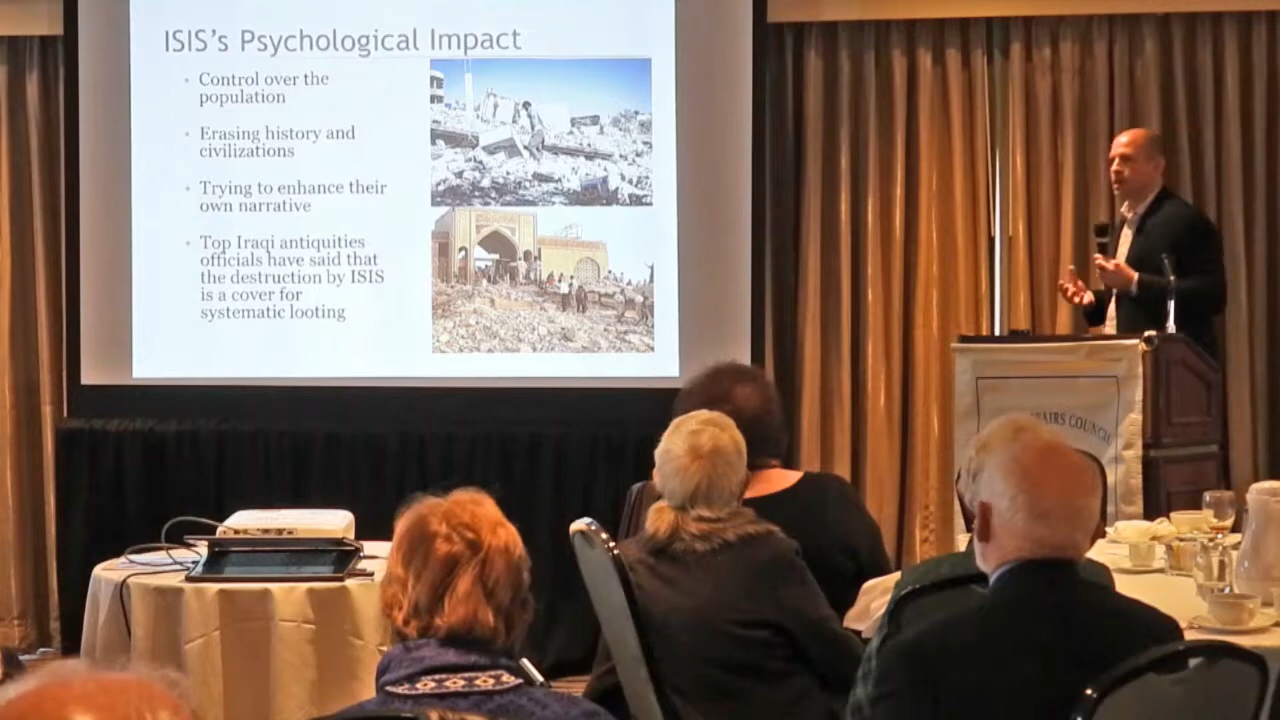 ISIS's Psychological Impact
Control over the
population
Erasing history and
civilizations
Trying to enhance their
own narrative
Top Iraqi antiquities
officials have said that
the destruction by ISIS
is a cover for
systematic looting
COUNCIL